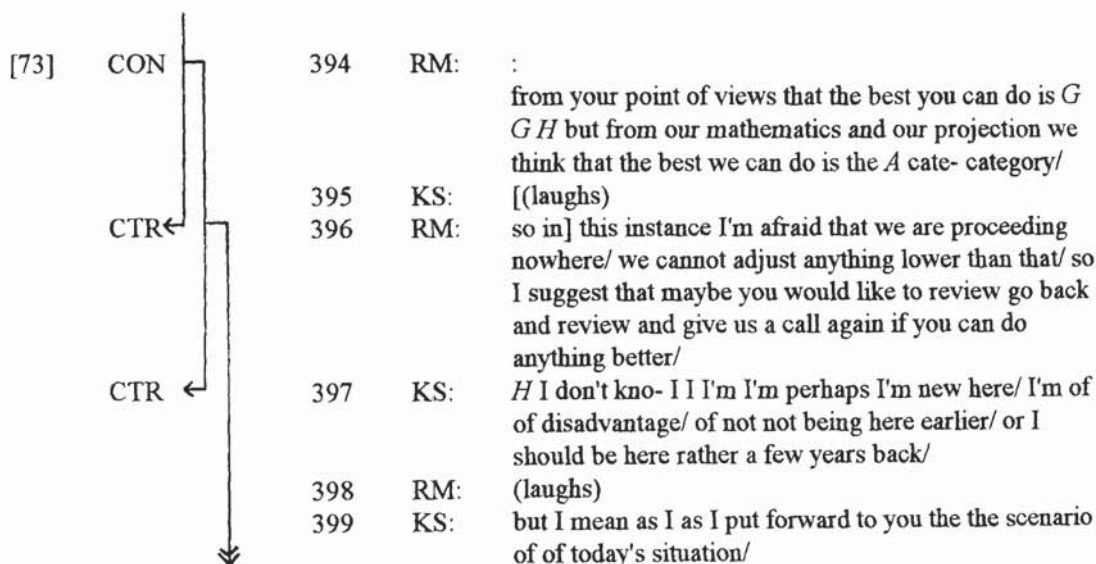 [73] CON 394 RM: :
from your point of views that the best you can do is G
G H but from our mathematics and our projection we
think that the best we can do is the A cate- category/
395 KS: [(laughs)
CTR 396 RM: so in] this instance I'm afraid that we are proceeding
nowhere/ we cannot adjust anything lower than that/ so
I suggest that maybe you would like to review go back
and review and give us a call again if you can do
anything better/
CTR 397 KS: H I don't kno- I I I'm I'm perhaps I'm new here/ I'm of
of disadvantage/ of not not being here earlier/ or I
should be here rather a few years back/
398 RM: (laughs)
399 KS: but I mean as I as I put forward to you the the scenario
of of today's situation/